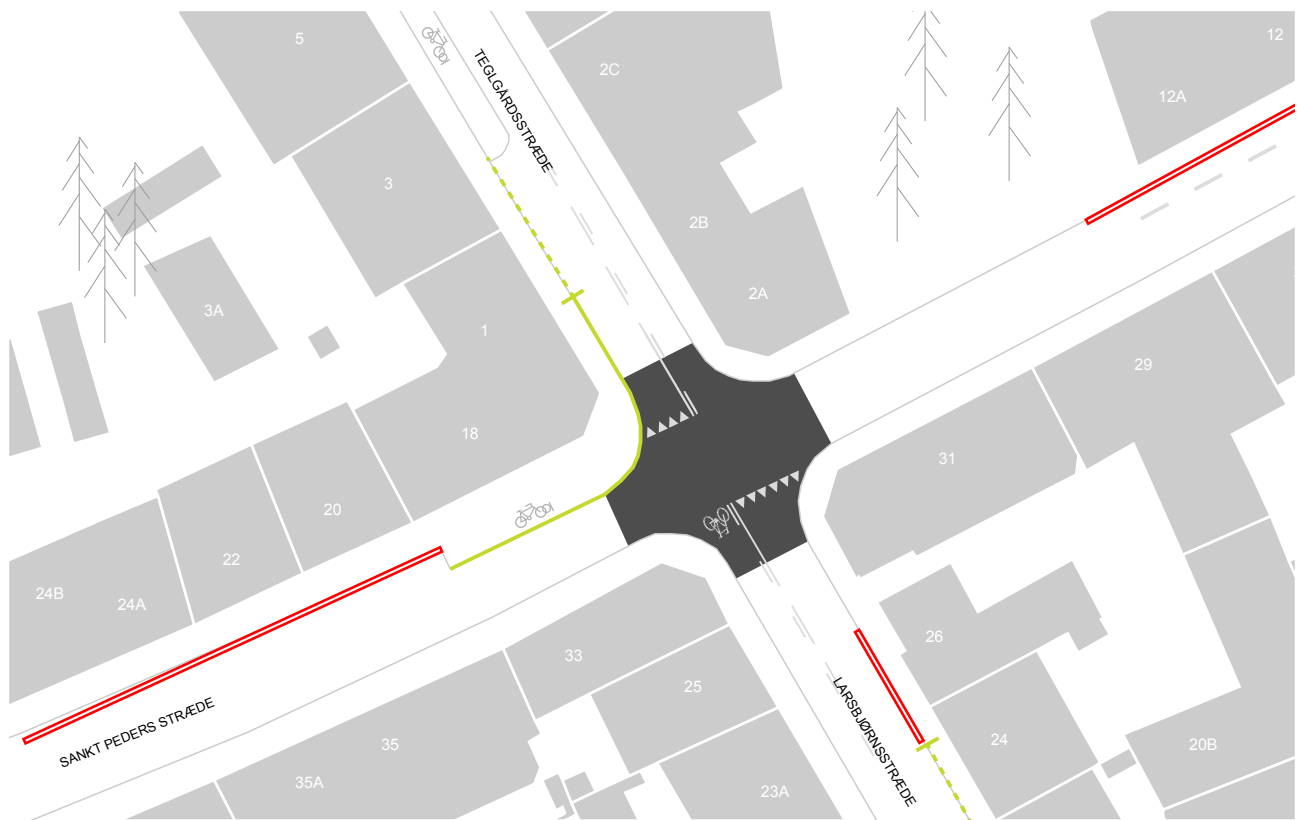 5
2C
12
12A
TEGLGÅRDSSTRÆDE
3
2B
2A
3A
1
29
18
31
20
22
24B
24A
26
33
25
24
20B
SANKT PEDERS STRÆDE
LARSBJØRNSSTRÆDE
35
35A
23A